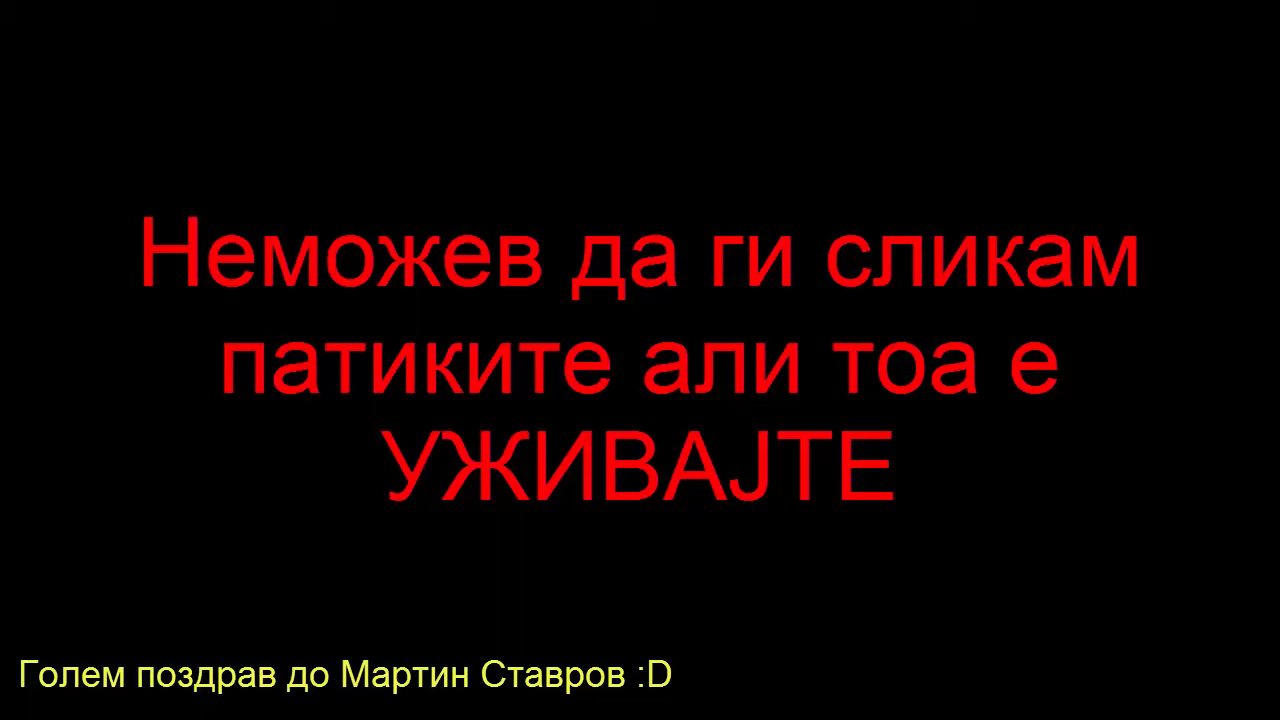 Неможев да ги сликам
патиките али тоа е
УЖИВАЈТЕ
Голем поздрав до Мартин Ставров :D